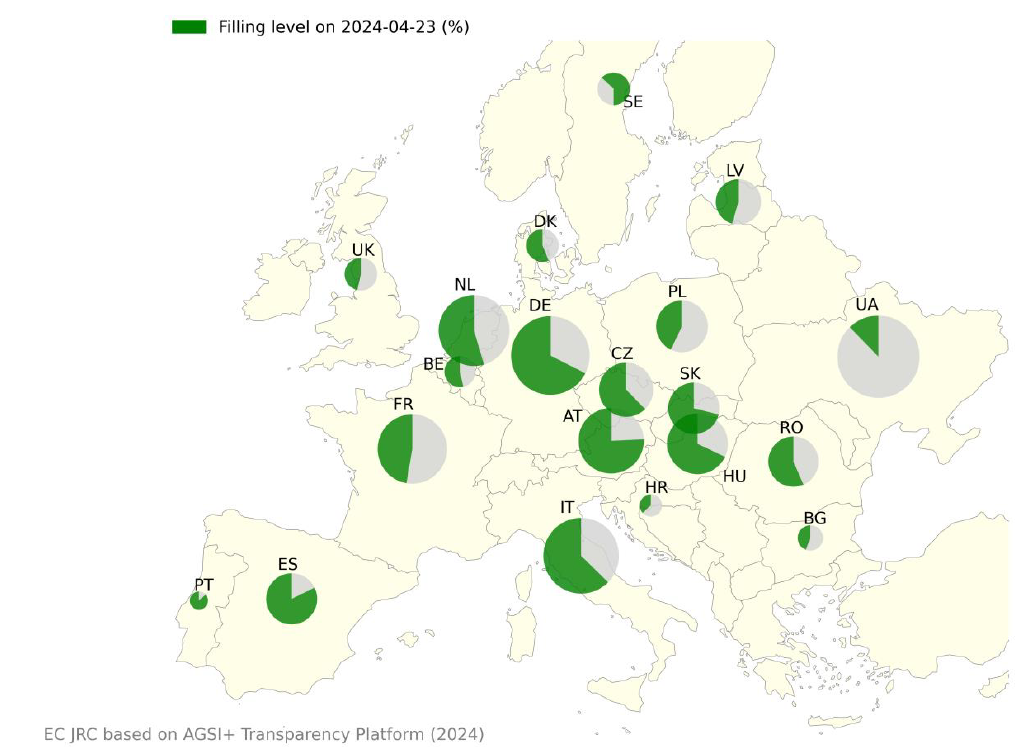 Filling level on 2024-04-23 (%)
SE
LV
DK
UK
NL
DE
PL
UA
CZ
BE
SK
FR
AT
RO
HU
HR
IT
BG
ES
PT
EC JRC based on AGSI+ Transparency Platform (2024)